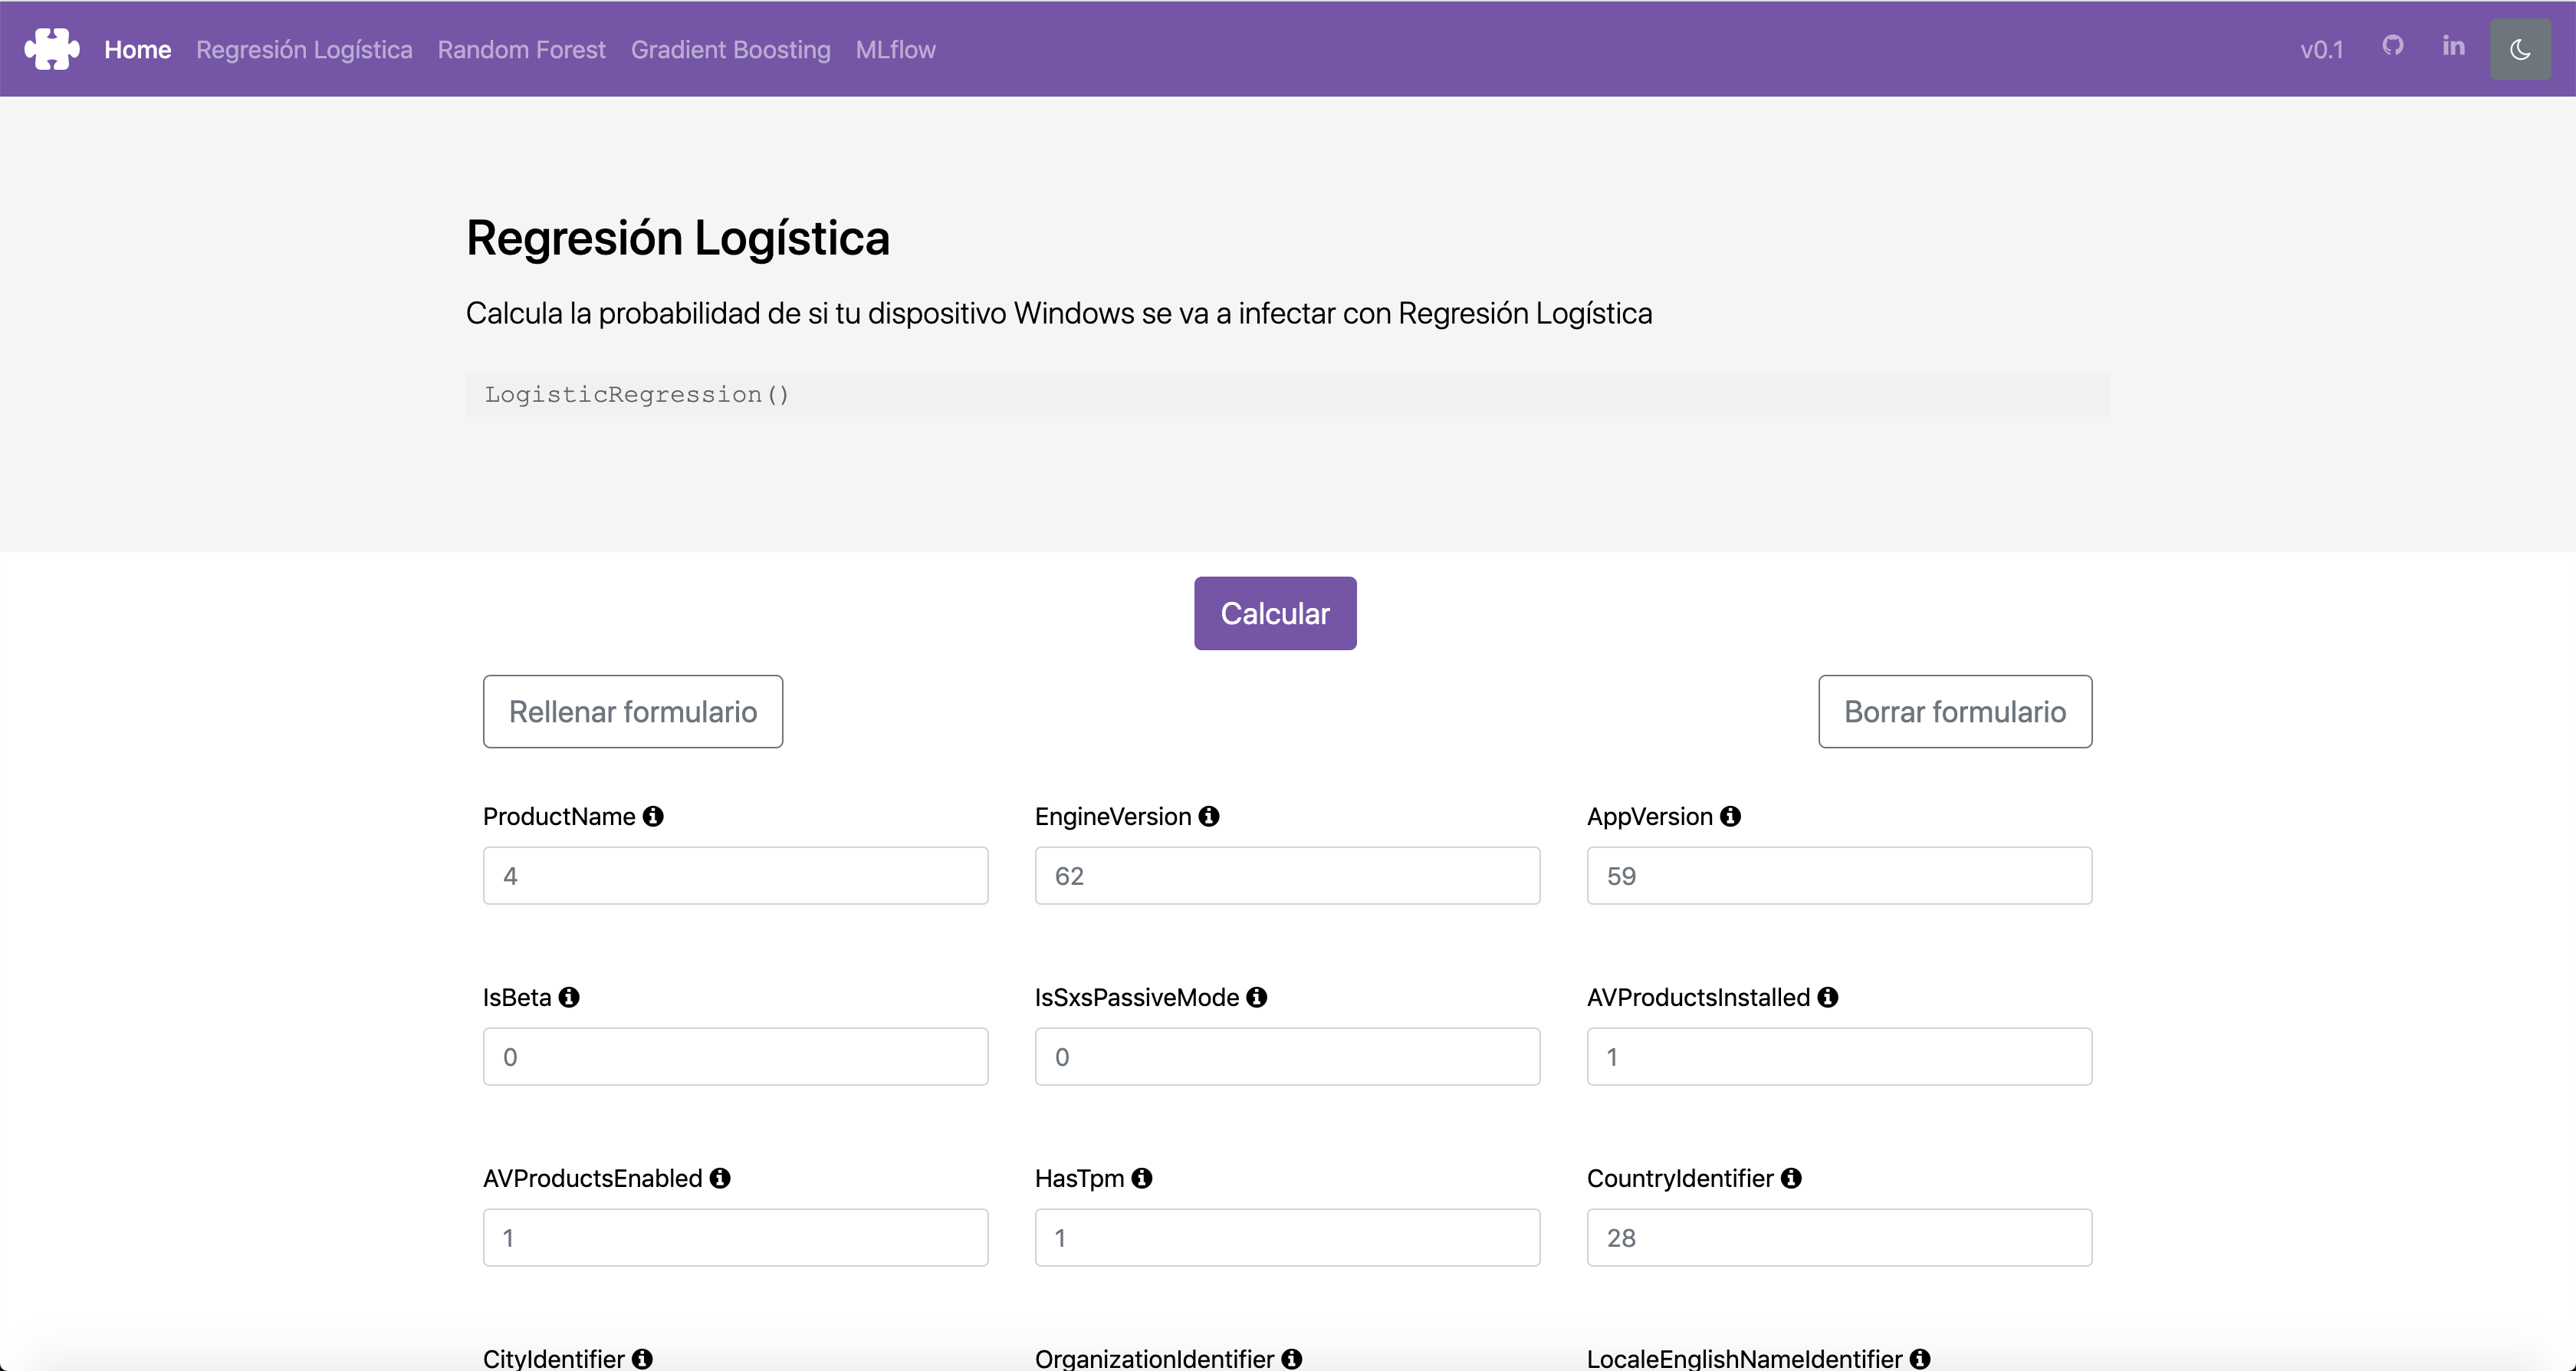 Home Regresión Logística Random Forest Gradient Boosting MLflow v0.1 in
Regresión Logística
Calcula la probabilidad de si tu dispositivo Windows se va a infectar con Regresión Logística
LogisticRegression()
Calcular
Rellenar formulario Borrar formulario
ProductName EngineVersion AppVersion
4 62 59
IsBeta IsSxsPassiveMode AVProductsInstalled
0 0 1
AVProductsEnabled HasTpm CountryIdentifier
1 1 28
CityIdentifier OrganizationIdentifier LocaleEnglishNameIdentifier